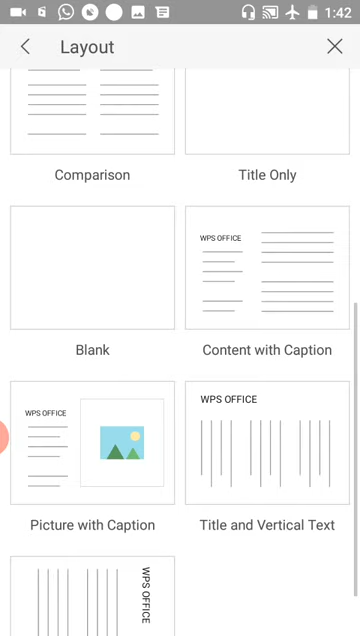 1:42
Layout
Comparison
Title Only
WPS OFFICE
Blank
Content with Caption
WPS OFFICE
WPS OFFICE
Picture with Caption
Title and Vertical Text
WPS OFFICE